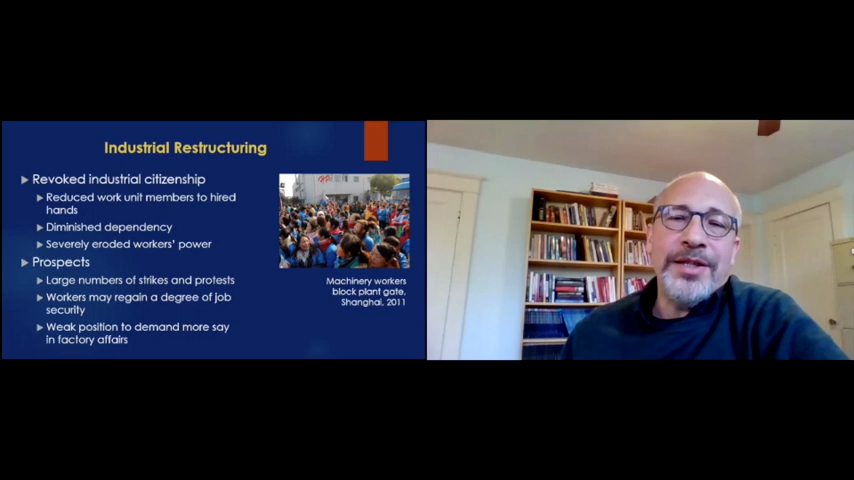 Industrial Restructuring
Revoked industrial citizenship
Reduced work unit members to hired
hands
Diminished dependency
Severely eroded workers' power
Prospects
Large numbers of strikes and protests
Workers may regain a degree of job
security
Weak position to demand more say
in factory affairs
Machinery workers
block plant gate,
Shanghai, 2011